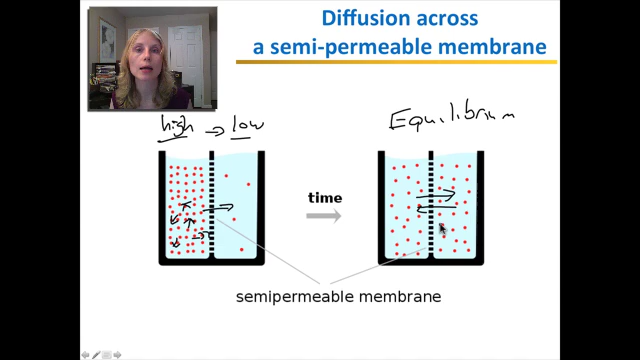 Diffusion across
a semi-permeable membrane
high → low
Equilibrium
time
semipermeable membrane